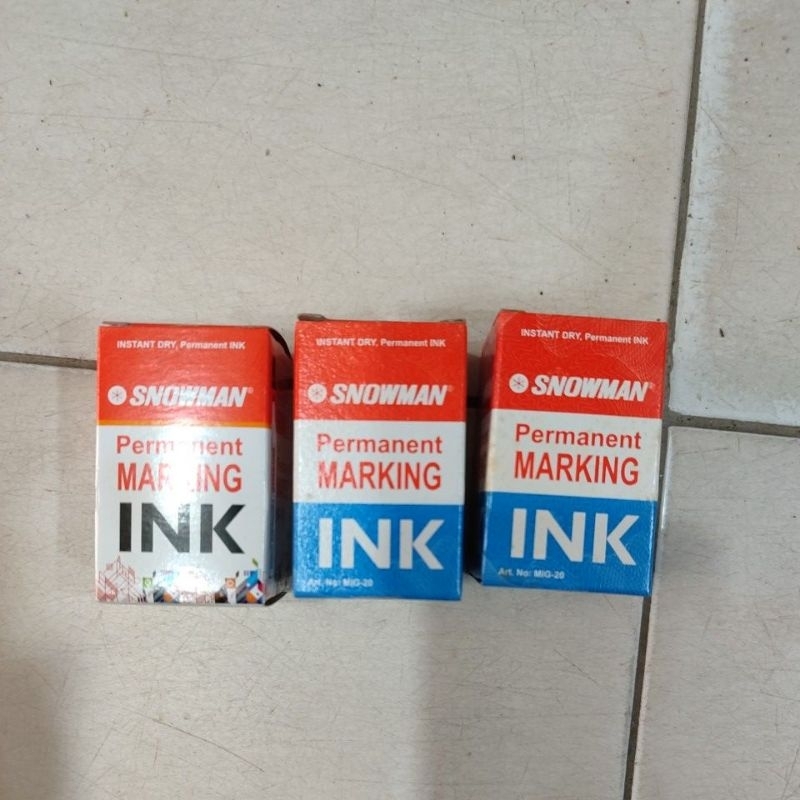 INSTANT DRY, Permanent INK
SNOWMAN®
Permanent
MARKING
INK
INSTANT DRY, Permanent INK
SNOWMAN®
Permanent
MARKING
INK
Art. No: MIG-20
INSTANT DRY, Permanent INK
SNOWMAN®
Permanent
MARKING
INK
Art. No: MIG-20